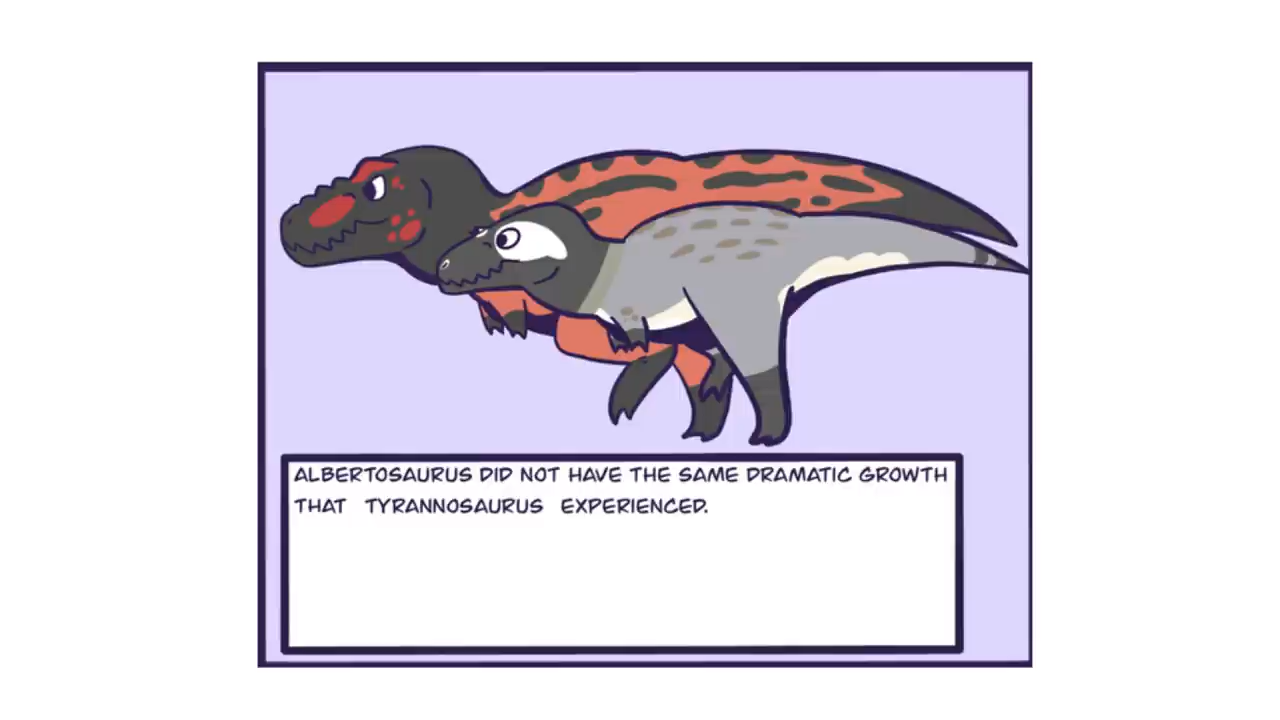 ALBERTOSAURUS DID NOT HAVE THE SAME DRAMATIC GROWTH
THAT TYRANNOSAURUS EXPERIENCED.